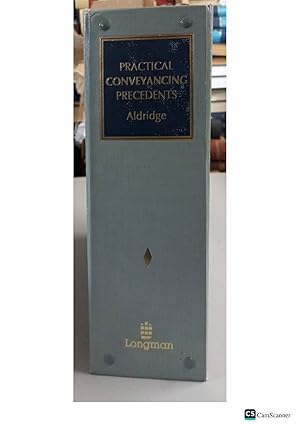 PRACTICAL
CONVEYANCING
PRECEDENTS
Aldridge
Longman
CS CamScanner